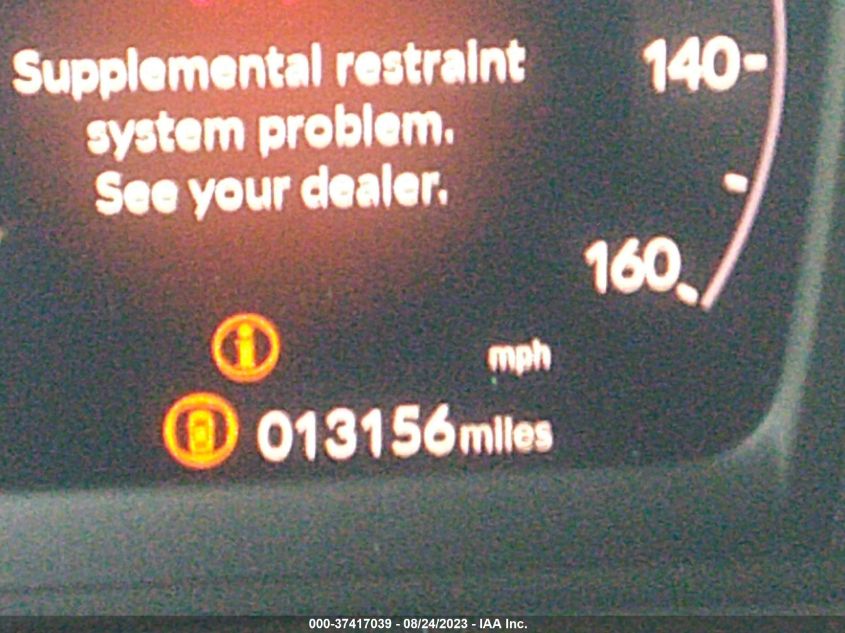 Supplemental restraint
system problem.
See your dealer.
140
160
mph
013156 miles
000-37417039 - 08/24/2023 - IAA Inc.